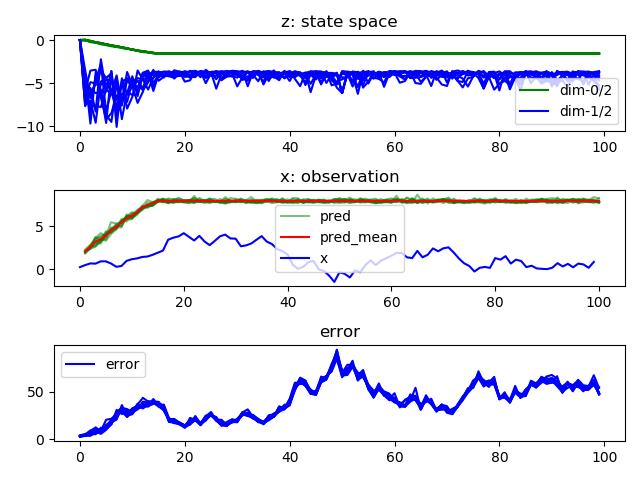 z: state space
0
−5
−10
dim-0/2
dim-1/2
0 20 40 60 80 100
x: observation
5
0
pred
pred_mean
x
0 20 40 60 80 100
error
50
0
error
0 20 40 60 80 100